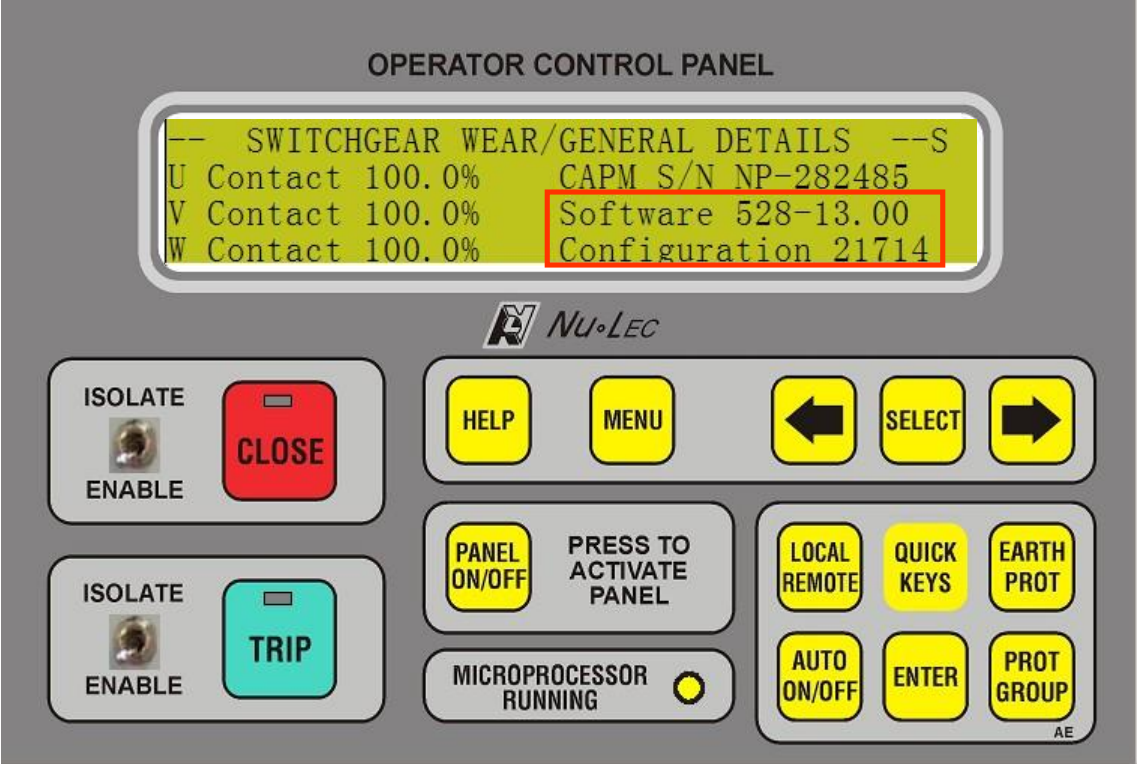 OPERATOR CONTROL PANEL
-- SWITCHGEAR WEAR/GENERAL DETAILS --S
U Contact 100.0% CAPM S/N NP-282485
V Contact 100.0% Software 528-13.00
W Contact 100.0% Configuration 21714
NU•LEC
ISOLATE
ENABLE
CLOSE
HELP
MENU
SELECT
ISOLATE
ENABLE
TRIP
PANEL
ON/OFF
PRESS TO
ACTIVATE
PANEL
MICROPROCESSOR
RUNNING
LOCAL
REMOTE
QUICK
KEYS
EARTH
PROT
AUTO
ON/OFF
ENTER
PROT
GROUP
AE